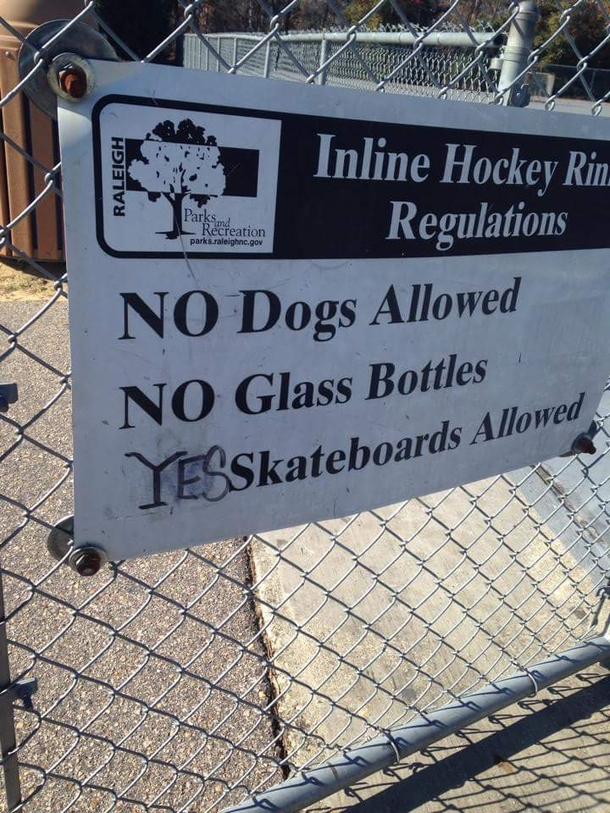 RALEIGH
Parks and
Recreation
parks.raleighnc.gov
Inline Hockey Rin
Regulations
NO Dogs Allowed
NO Glass Bottles
YES Skateboards Allowed